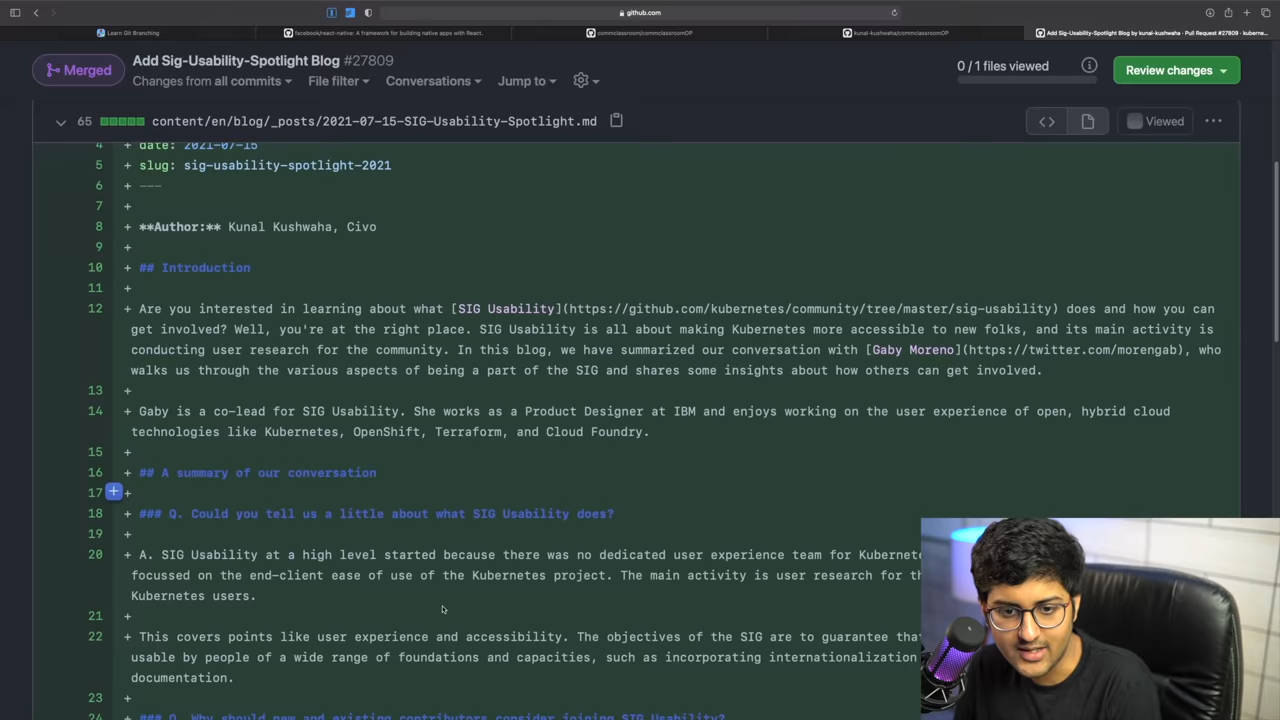 github.com
Learn Git Branching
facebook/react-native: A framework for building native apps with React.
commclassroom/commclassroomOP
kunal-kushwaha/commclassroomOP
Add Sig-Usability-Spotlight Blog by kunal-kushwaha · Pull Request #27809 · kuberne...
Merged
Add Sig-Usability-Spotlight Blog #27809
Changes from all commits
File filter
Conversations
Jump to
0 / 1 files viewed
Review changes
65
content/en/blog/_posts/2021-07-15-SIG-Usability-Spotlight.md
Viewed
4 + date: 2021-07-15
5 + slug: sig-usability-spotlight-2021
6 + ---
7 +
8 + **Author:** Kunal Kushwaha, Civo
9 +
10 + ## Introduction
11 +
12 + Are you interested in learning about what [SIG Usability](https://github.com/kubernetes/community/tree/master/sig-usability) does and how you can
get involved? Well, you're at the right place. SIG Usability is all about making Kubernetes more accessible to new folks, and its main activity is
conducting user research for the community. In this blog, we have summarized our conversation with [Gaby Moreno](https://twitter.com/morengab), who
walks us through the various aspects of being a part of the SIG and shares some insights about how others can get involved.
13 +
14 + Gaby is a co-lead for SIG Usability. She works as a Product Designer at IBM and enjoys working on the user experience of open, hybrid cloud
technologies like Kubernetes, OpenShift, Terraform, and Cloud Foundry.
15 +
16 + ## A summary of our conversation
17 +
18 + ### Q. Could you tell us a little about what SIG Usability does?
19 +
20 + A. SIG Usability at a high level started because there was no dedicated user experience team for Kuberne
focussed on the end-client ease of use of the Kubernetes project. The main activity is user research for th
Kubernetes users.
21 +
22 + This covers points like user experience and accessibility. The objectives of the SIG are to guarantee tha
usable by people of a wide range of foundations and capacities, such as incorporating internationalization
documentation.
23 +
24 + ### Q. Why should new and existing contributors consider joining SIG Usability?